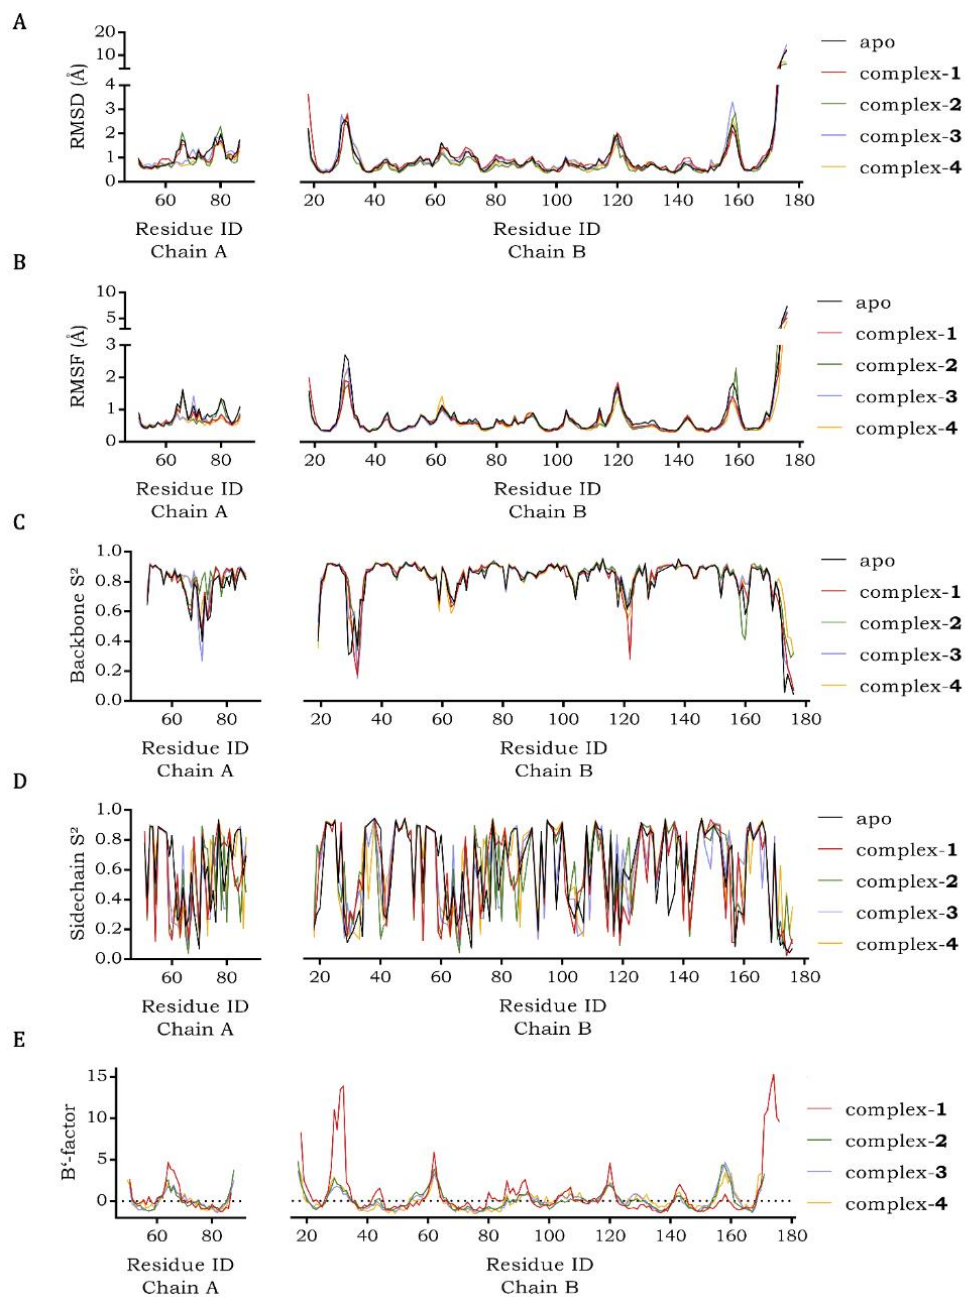 A
RMSD (Å)
20
10
4
3
2
1
0
60 80
20 40 60 80 100 120 140 160 180
Residue ID
Chain A
Residue ID
Chain B
apo
complex-1
complex-2
complex-3
complex-4
B
RMSF (Å)
10
5
3
2
1
0
60 80
20 40 60 80 100 120 140 160 180
Residue ID
Chain A
Residue ID
Chain B
apo
complex-1
complex-2
complex-3
complex-4
C
Backbone S²
1.0
0.8
0.6
0.4
0.2
0.0
60 80
20 40 60 80 100 120 140 160 180
Residue ID
Chain A
Residue ID
Chain B
apo
complex-1
complex-2
complex-3
complex-4
D
Sidechain S²
1.0
0.8
0.6
0.4
0.2
0.0
60 80
20 40 60 80 100 120 140 160 180
Residue ID
Chain A
Residue ID
Chain B
apo
complex-1
complex-2
complex-3
complex-4
E
B‘-factor
15
10
5
0
60 80
20 40 60 80 100 120 140 160 180
Residue ID
Chain A
Residue ID
Chain B
complex-1
complex-2
complex-3
complex-4